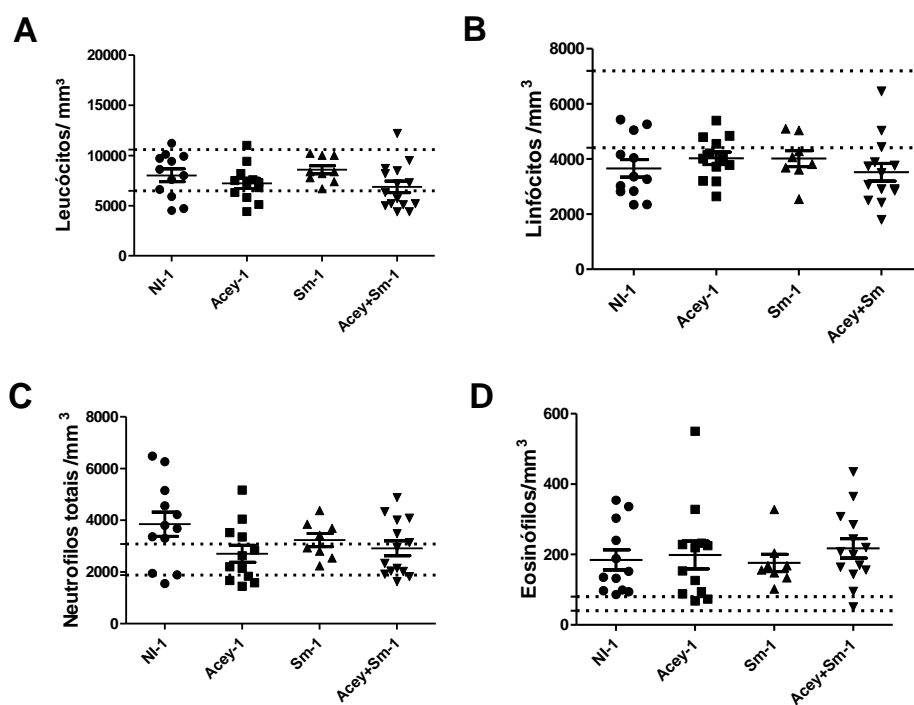 A
Leucócitos/ mm³
20000
15000
10000
5000
0
NI-1
Acey-1
Sm-1
Acey+Sm-1
B
Linfócitos /mm³
8000
6000
4000
2000
0
NI-1
Acey-1
Sm-1
Acey+Sm
C
Neutrofilos totais /mm³
8000
6000
4000
2000
0
NI-1
Acey-1
Sm-1
Acey+Sm-1
D
Eosinófilos/mm³
600
400
200
0
NI-1
Acey-1
Sm-1
Acey+Sm-1